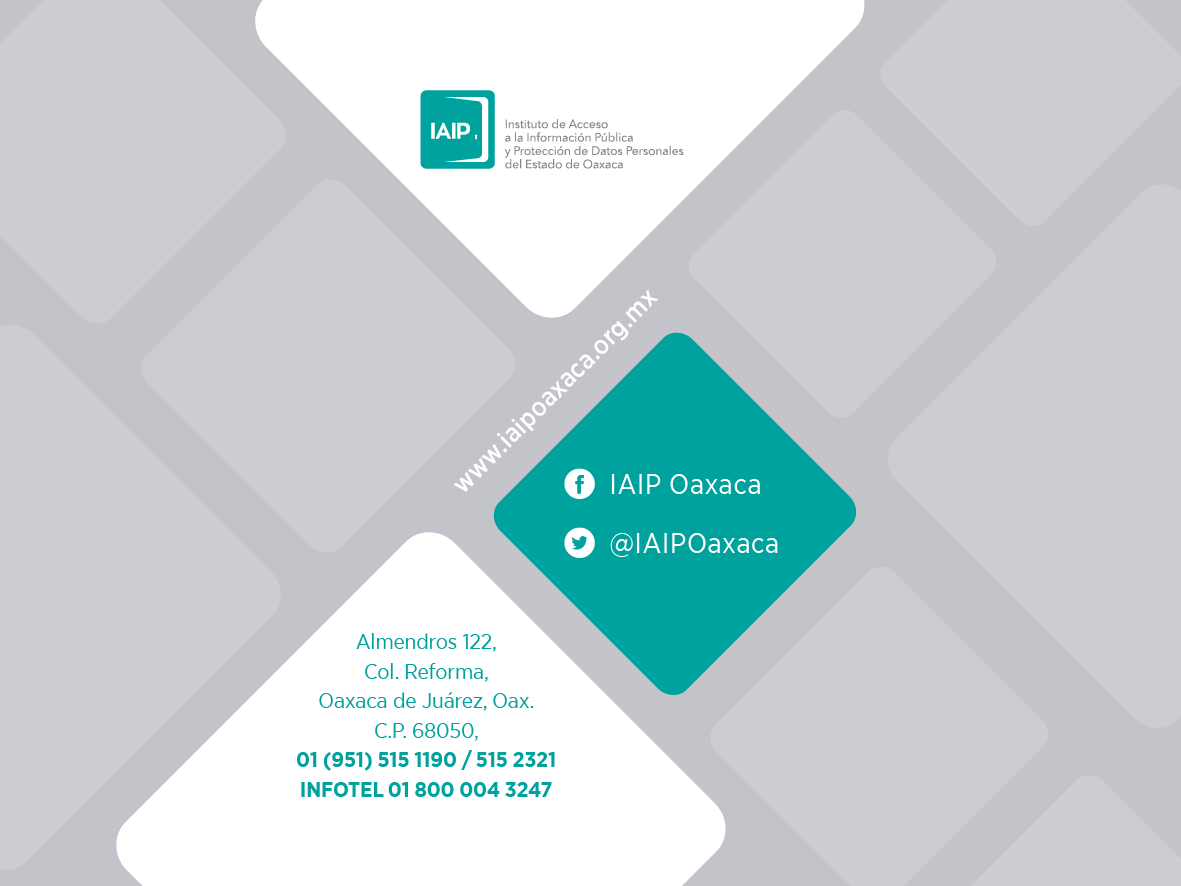 IAIP
Instituto de Acceso
a la Información Pública
y Protección de Datos Personales
del Estado de Oaxaca
www.iaipoaxaca.org.mx
IAIP Oaxaca
@IAIPOaxaca
Almendros 122,
Col. Reforma,
Oaxaca de Juárez, Oax.
C.P. 68050,
01 (951) 515 1190 / 515 2321
INFOTEL 01 800 004 3247